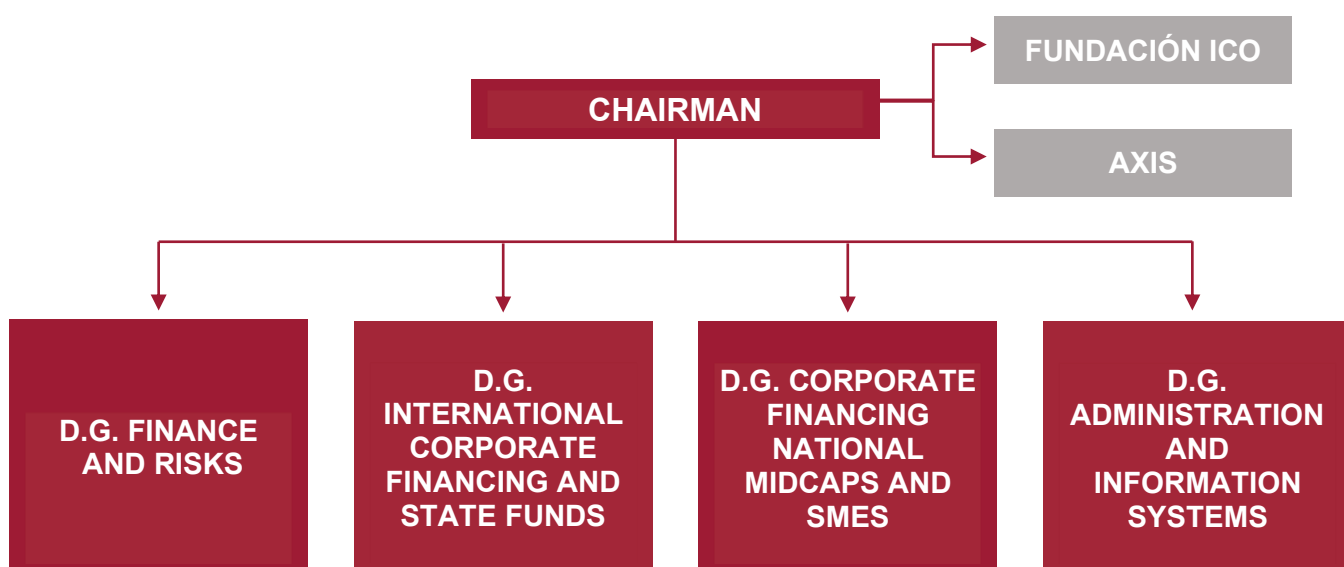 FUNDACIÓN ICO
CHAIRMAN
AXIS
D.G. FINANCE
AND RISKS
D.G.
INTERNATIONAL
CORPORATE
FINANCING AND
STATE FUNDS
D.G. CORPORATE
FINANCING
NATIONAL
MIDCAPS AND
SMES
D.G.
ADMINISTRATION
AND
INFORMATION
SYSTEMS